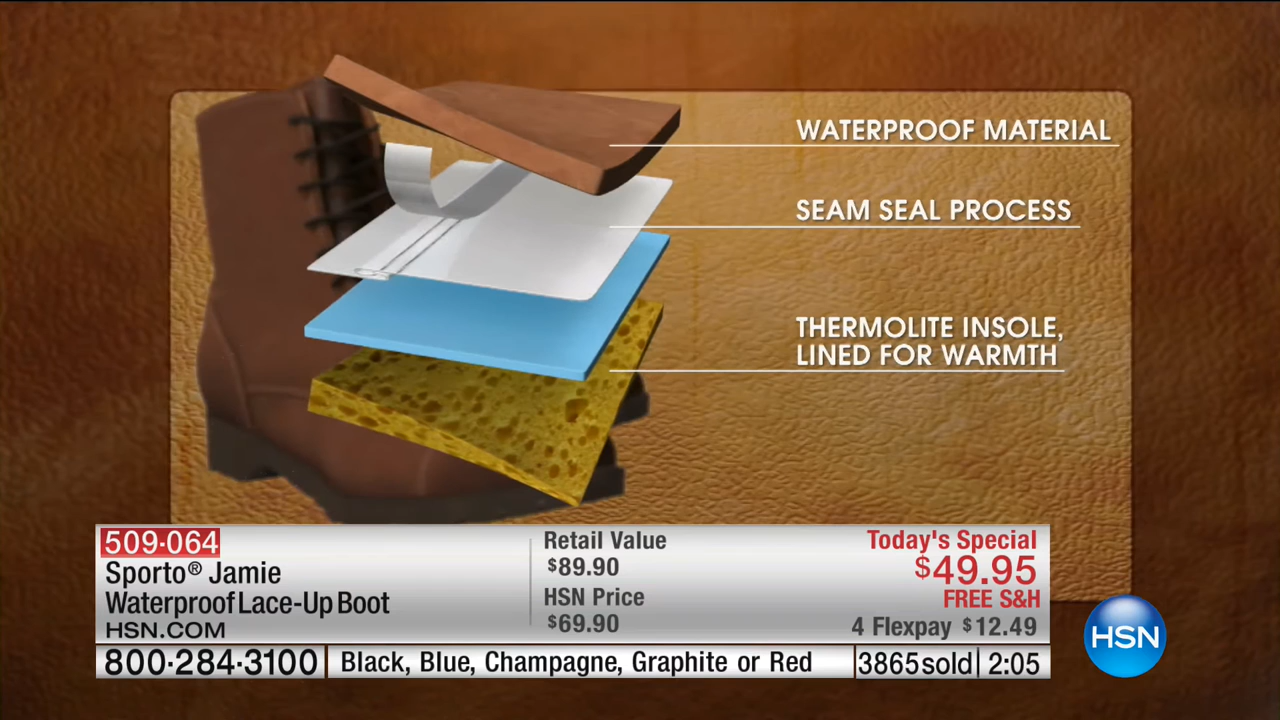 WATERPROOF MATERIAL
SEAM SEAL PROCESS
THERMOLITE INSOLE,
LINED FOR WARMTH
509·064
Sporto® Jamie
Waterproof Lace-Up Boot
HSN.COM
Retail Value
$89.90
HSN Price
$69.90
Today's Special
$49.95
FREE S&H
4 Flexpay $12.49
800·284·3100
Black, Blue, Champagne, Graphite or Red
3865 sold
2:05
HSN